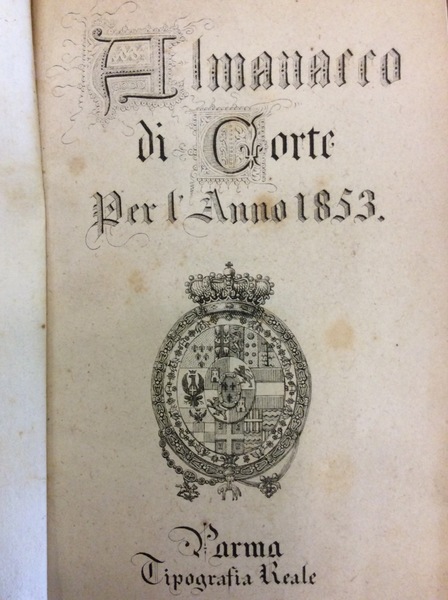 Almanacco
di Corte
Per l' Anno 1853.
Parma
Tipografia Reale